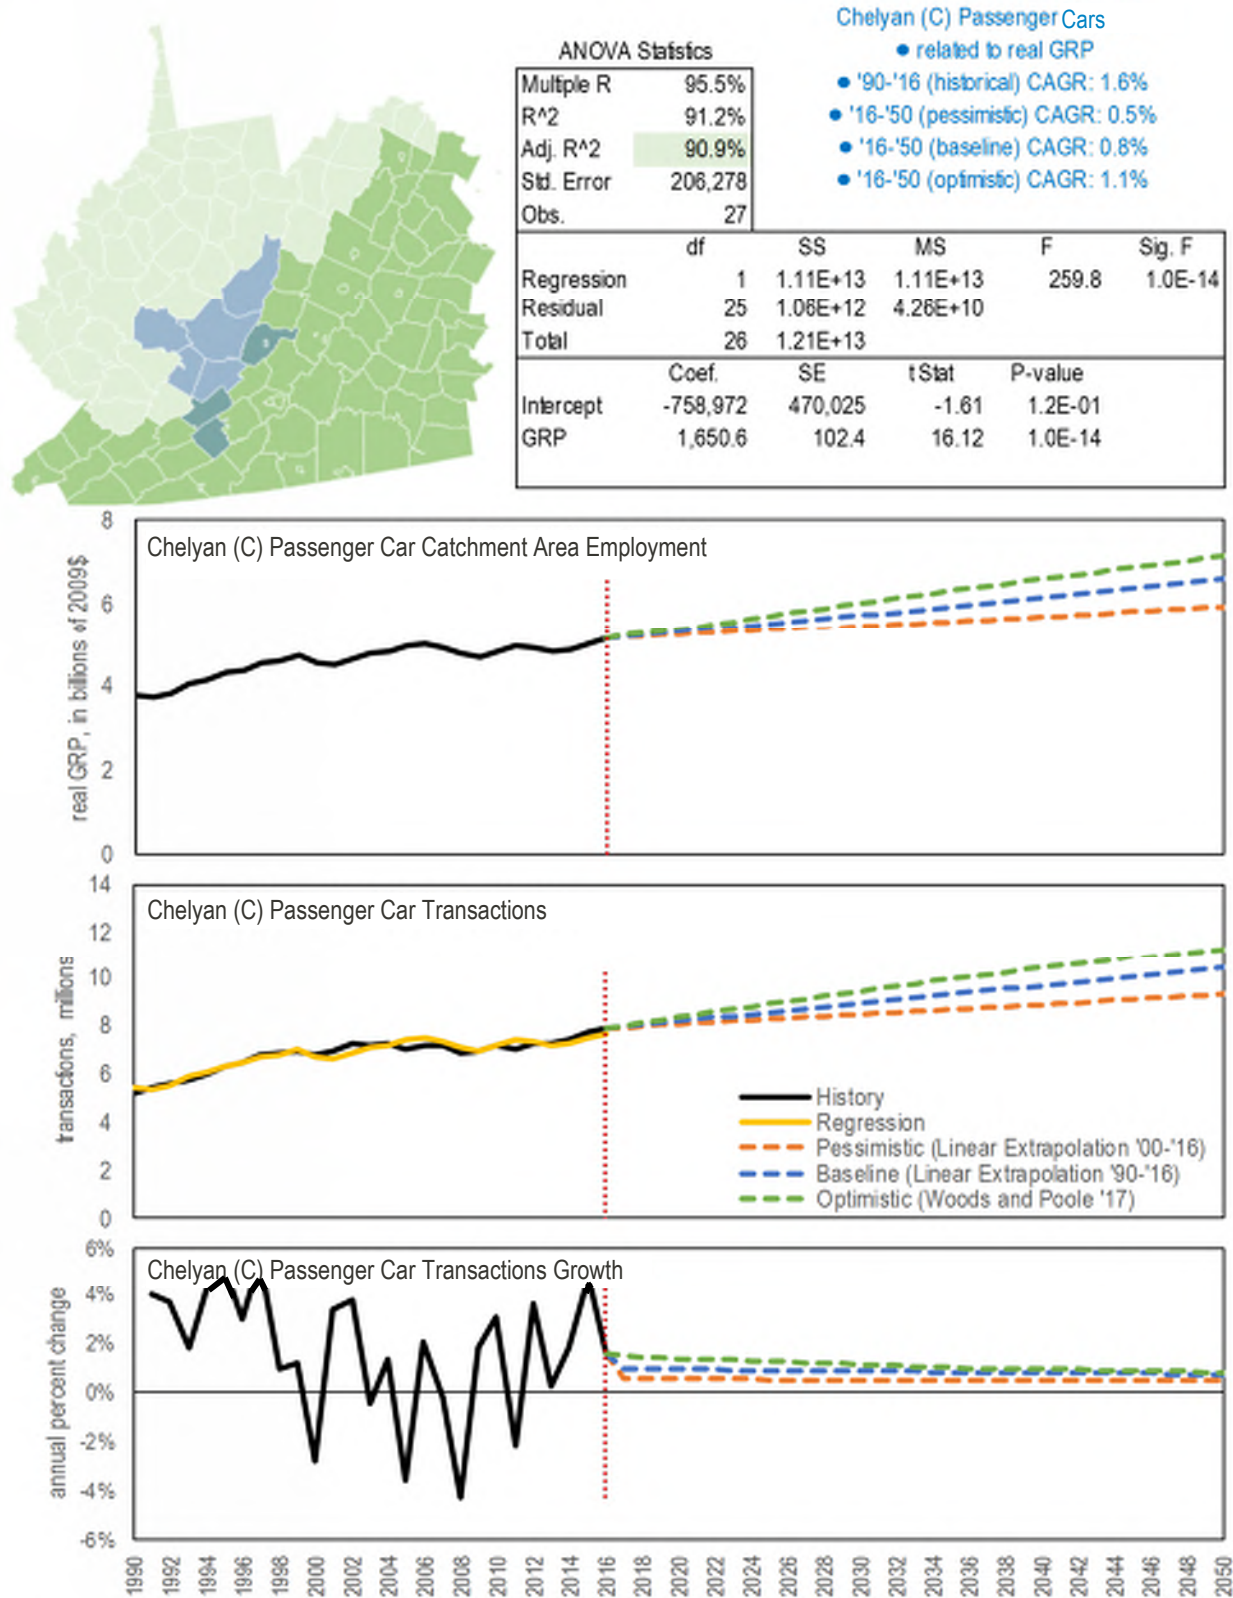 Chelyan (C) Passenger Cars
● related to real GRP
● '90-'16 (historical) CAGR: 1.6%
● '16-'50 (pessimistic) CAGR: 0.5%
● '16-'50 (baseline) CAGR: 0.8%
● '16-'50 (optimistic) CAGR: 1.1%
ANOVA Statistics
Multiple R 95.5%
R^2 91.2%
Adj. R^2 90.9%
Std. Error 206,278
Obs. 27
df SS MS F Sig. F
Regression 1 1.11E+13 1.11E+13 259.8 1.0E-14
Residual 25 1.06E+12 4.26E+10
Total 26 1.21E+13
Coef. SE t Stat P-value
Intercept -758,972 470,025 -1.61 1.2E-01
GRP 1,650.6 102.4 16.12 1.0E-14
Chelyan (C) Passenger Car Catchment Area Employment
real GRP, in billions of 2009$
8
6
4
2
0
Chelyan (C) Passenger Car Transactions
transactions, millions
14
12
10
8
6
4
2
0
History
Regression
Pessimistic (Linear Extrapolation '00-'16)
Baseline (Linear Extrapolation '90-'16)
Optimistic (Woods and Poole '17)
Chelyan (C) Passenger Car Transactions Growth
annual percent change
6%
4%
2%
0%
-2%
-4%
-6%
1990 1992 1994 1996 1998 2000 2002 2004 2006 2008 2010 2012 2014 2016 2018 2020 2022 2024 2026 2028 2030 2032 2034 2036 2038 2040 2042 2044 2046 2048 2050